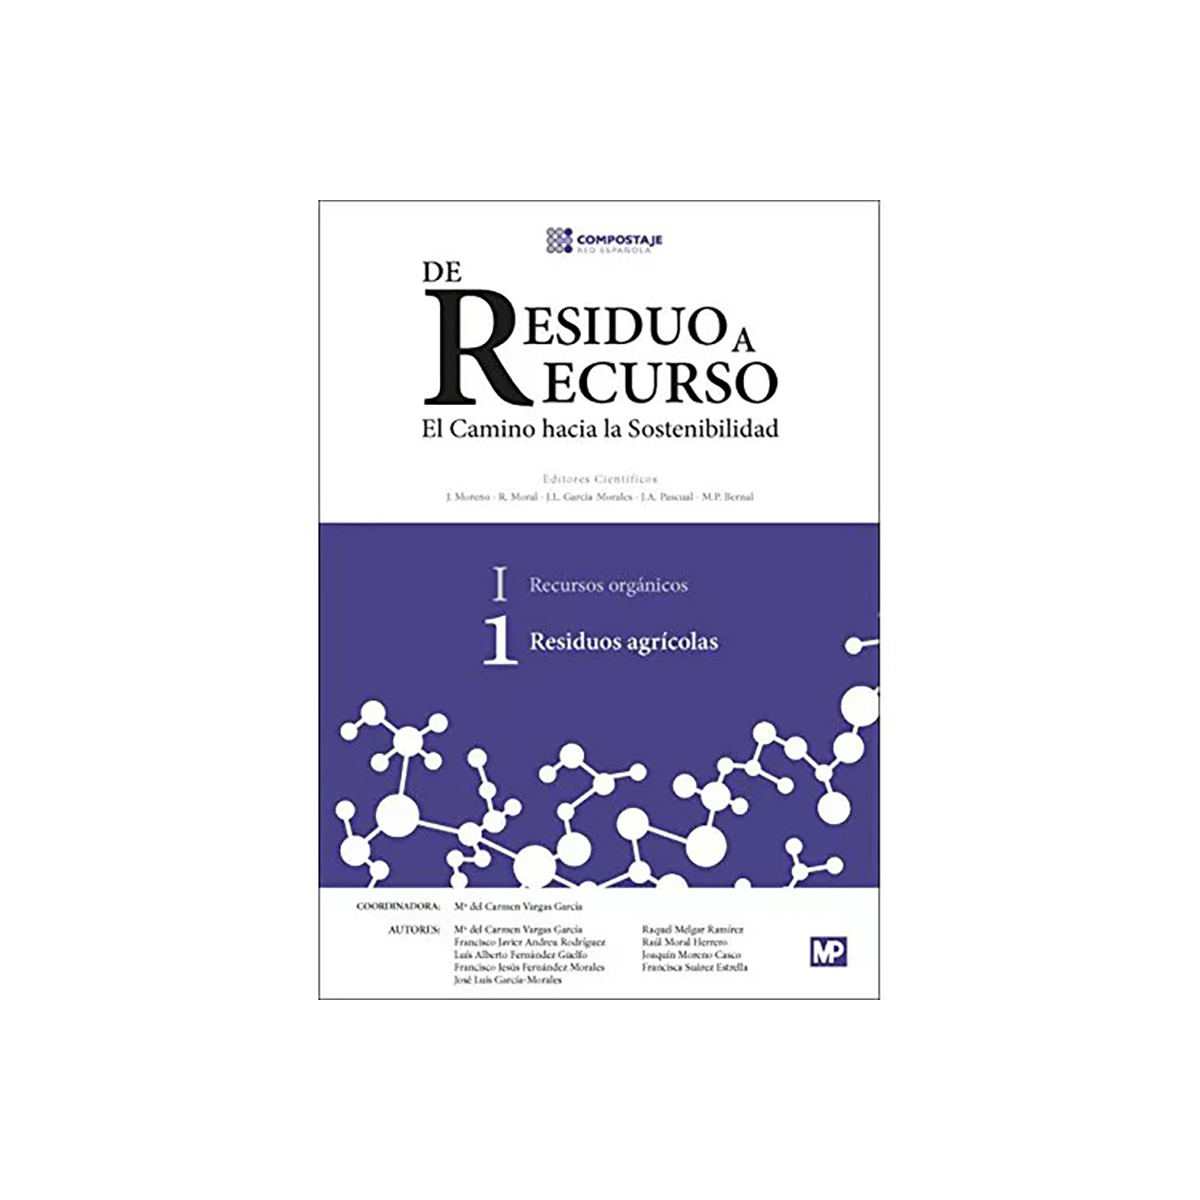 COMPOSTAJE
RED ESPAÑOLA
DE
RESIDUO A
RECURSO
El Camino hacia la Sostenibilidad
Editores Científicos
J. Moreno · R. Moral · J.L. García-Morales · J.A. Pascual · M.P. Bernal
I Recursos orgánicos
1 Residuos agrícolas
COORDINADORA: Mª del Carmen Vargas García
AUTORES: Mª del Carmen Vargas García
Francisco Javier Andreu Rodríguez
Luís Alberto Fernández Güelfo
Francisco Jesús Fernández Morales
José Luis García-Morales
Raquel Melgar Ramírez
Raúl Moral Herrero
Joaquín Moreno Casco
Francisca Suárez Estrella
MP